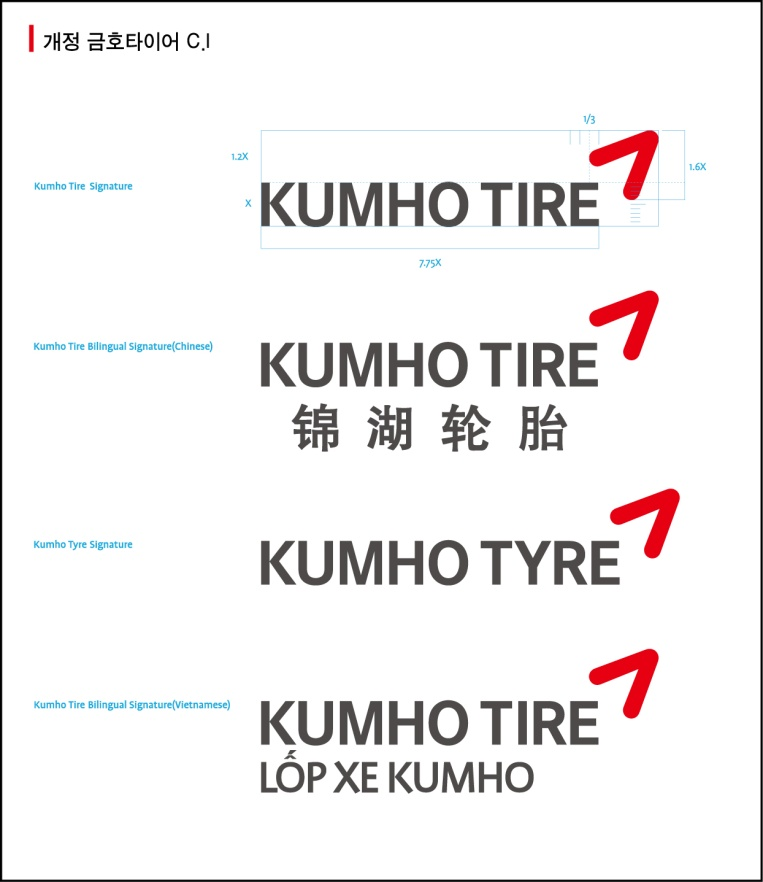 개정 금호타이어 C.I
1/3
1.2X
1.6X
Kumho Tire Signature
X
KUMHO TIRE
7.75X
Kumho Tire Bilingual Signature(Chinese)
KUMHO TIRE
锦湖轮胎
Kumho Tyre Signature
KUMHO TYRE
Kumho Tire Bilingual Signature(Vietnamese)
KUMHO TIRE
LỐP XE KUMHO